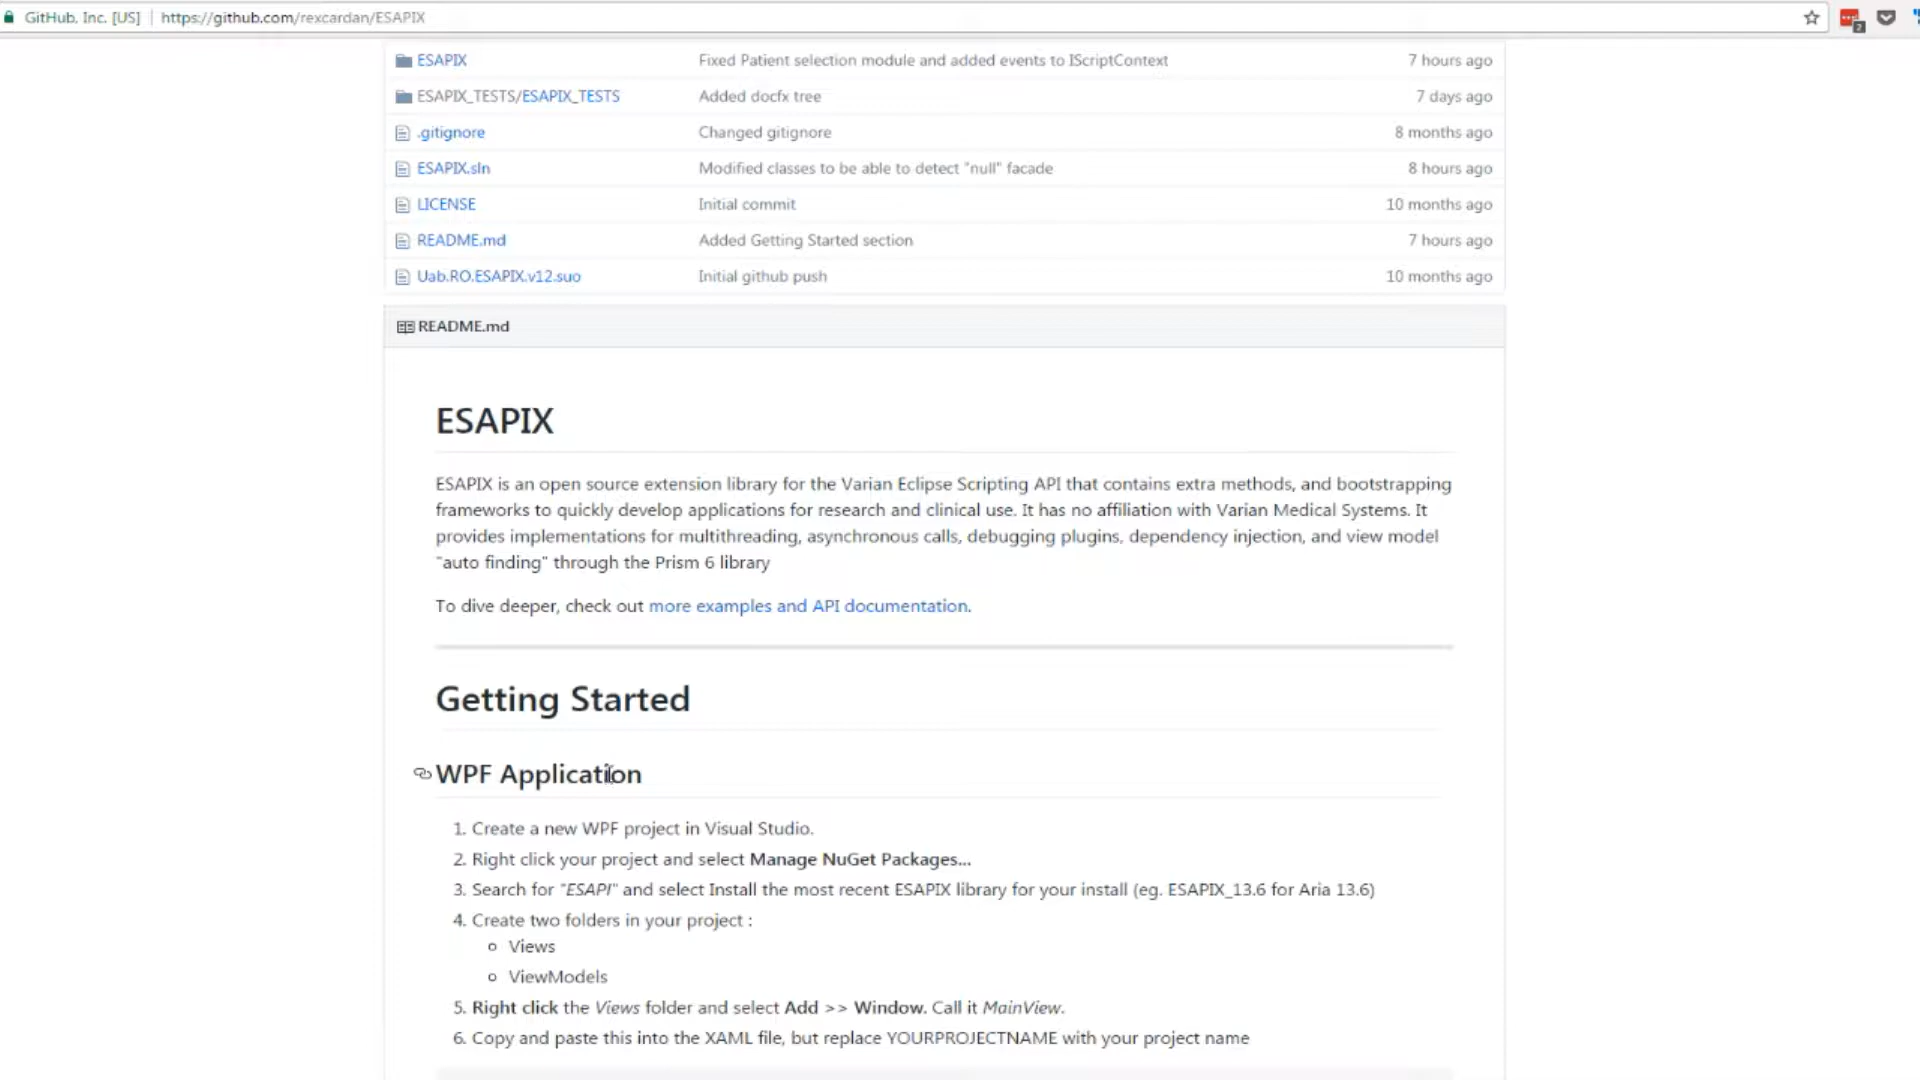 GitHub, Inc. [US] | https://github.com/rexcardan/ESAPIX
2
ESAPIX Fixed Patient selection module and added events to IScriptContext 7 hours ago
ESAPIX_TESTS/ESAPIX_TESTS Added docfx tree 7 days ago
.gitignore Changed gitignore 8 months ago
ESAPIX.sln Modified classes to be able to detect "null" facade 8 hours ago
LICENSE Initial commit 10 months ago
README.md Added Getting Started section 7 hours ago
Uab.RO.ESAPIX.v12.suo Initial github push 10 months ago
README.md
ESAPIX
ESAPIX is an open source extension library for the Varian Eclipse Scripting API that contains extra methods, and bootstrapping
frameworks to quickly develop applications for research and clinical use. It has no affiliation with Varian Medical Systems. It
provides implementations for multithreading, asynchronous calls, debugging plugins, dependency injection, and view model
"auto finding" through the Prism 6 library
To dive deeper, check out more examples and API documentation.
Getting Started
WPF Application
1. Create a new WPF project in Visual Studio.
2. Right click your project and select Manage NuGet Packages...
3. Search for "ESAPI" and select Install the most recent ESAPIX library for your install (eg. ESAPIX_13.6 for Aria 13.6)
4. Create two folders in your project :
Views
ViewModels
5. Right click the Views folder and select Add >> Window. Call it MainView.
6. Copy and paste this into the XAML file, but replace YOURPROJECTNAME with your project name